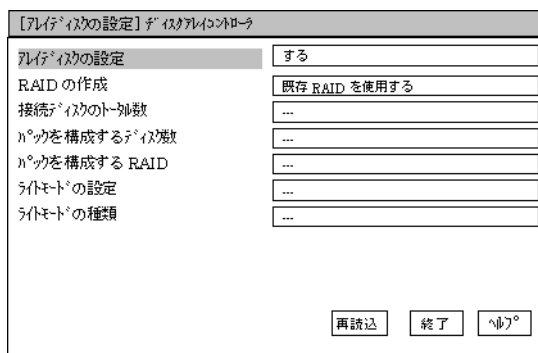 [ｱﾚｲﾃﾞｨｽｸの設定] ﾃﾞｨｽｸｱﾚｲｺﾝﾄﾛｰﾗ
ｱﾚｲﾃﾞｨｽｸの設定 する
RAID の作成 既存 RAID を使用する
接続ﾃﾞｨｽｸのﾄｰﾀﾙ数 ---
ﾊﾟｯｸを構成するﾃﾞｨｽｸ数 ---
ﾊﾟｯｸを構成する RAID ---
ﾗｲﾄﾓｰﾄﾞの設定 ---
ﾗｲﾄﾓｰﾄﾞの種類 ---
再読込 終了 ﾍﾙﾌﾟ